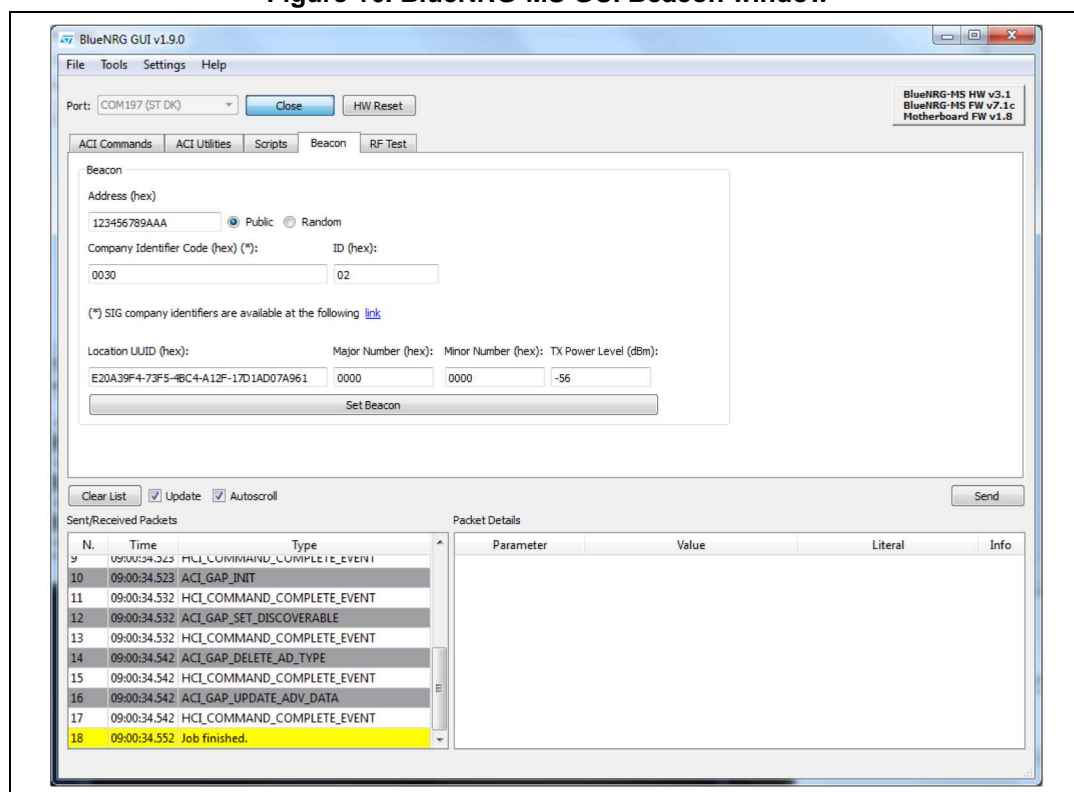 Figure 10. BlueNRG-MS GUI Beacon window
BlueNRG GUI v1.9.0
File Tools Settings Help
Port: COM197 (ST DK) Close HW Reset
BlueNRG-MS HW v3.1
BlueNRG-MS FW v7.1c
Motherboard FW v1.8
ACI Commands ACI Utilities Scripts Beacon RF Test
Beacon
Address (hex)
123456789AAA Public Random
Company Identifier Code (hex) (*): ID (hex):
0030 02
(*) SIG company identifiers are available at the following link
Location UUID (hex): Major Number (hex): Minor Number (hex): TX Power Level (dBm):
E20A39F4-73F5-4BC4-A12F-17D1AD07A961 0000 0000 -56
Set Beacon
Clear List Update Autoscroll Send
Sent/Received Packets Packet Details
N. Time Type Parameter Value Literal Info
9 09:00:34.523 HCI_COMMAND_COMPLETE_EVENT
10 09:00:34.523 ACI_GAP_INIT
11 09:00:34.532 HCI_COMMAND_COMPLETE_EVENT
12 09:00:34.532 ACI_GAP_SET_DISCOVERABLE
13 09:00:34.532 HCI_COMMAND_COMPLETE_EVENT
14 09:00:34.542 ACI_GAP_DELETE_AD_TYPE
15 09:00:34.542 HCI_COMMAND_COMPLETE_EVENT
16 09:00:34.542 ACI_GAP_UPDATE_ADV_DATA
17 09:00:34.542 HCI_COMMAND_COMPLETE_EVENT
18 09:00:34.552 Job finished.